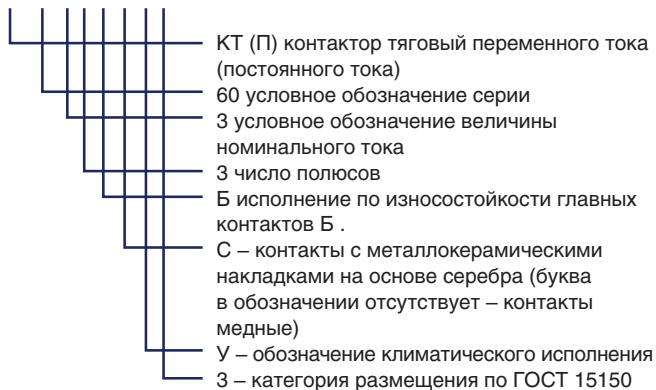 КТ (П) контактор тяговый переменного тока
(постоянного тока)
60 условное обозначение серии
3 условное обозначение величины
номинального тока
3 число полюсов
Б исполнение по износостойкости главных
контактов Б .
С – контакты с металлокерамическими
накладками на основе серебра (буква
в обозначении отсутствует – контакты
медные)
У – обозначение климатического исполнения
3 – категория размещения по ГОСТ 15150